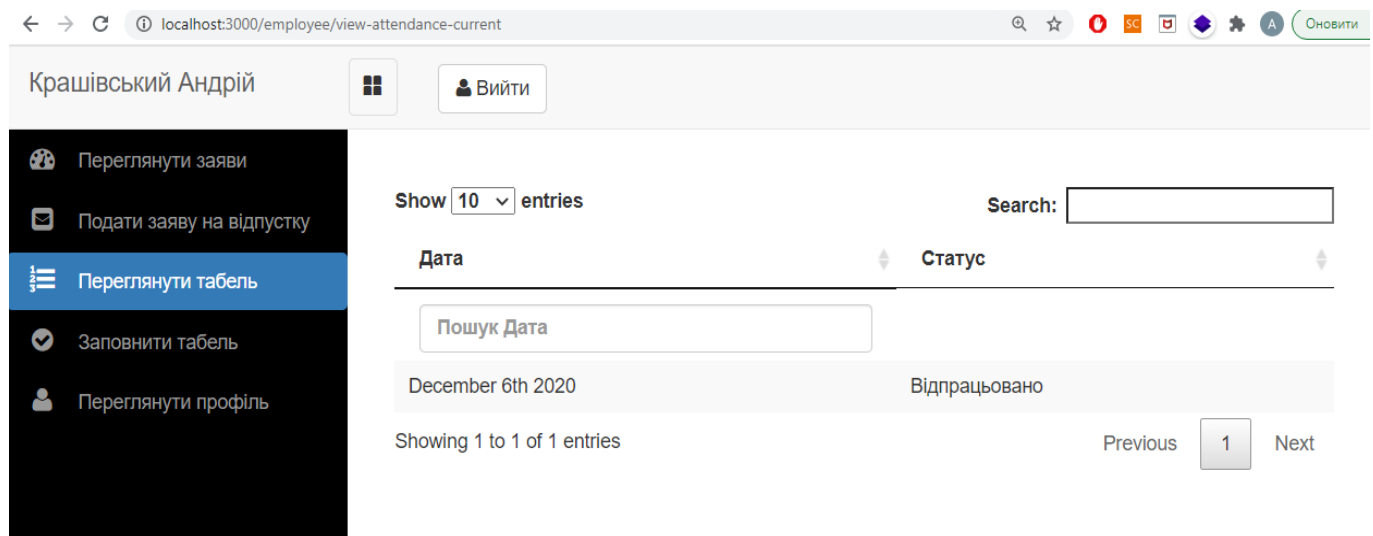 localhost:3000/employee/view-attendance-current
SC
A
Оновити
Крашівський Андрій
Вийти
Переглянути заяви
Подати заяву на відпустку
Переглянути табель
Заповнити табель
Переглянути профіль
Show 10 entries
Search:
Дата Статус
Пошук Дата
December 6th 2020 Відпрацьовано
Showing 1 to 1 of 1 entries
Previous 1 Next